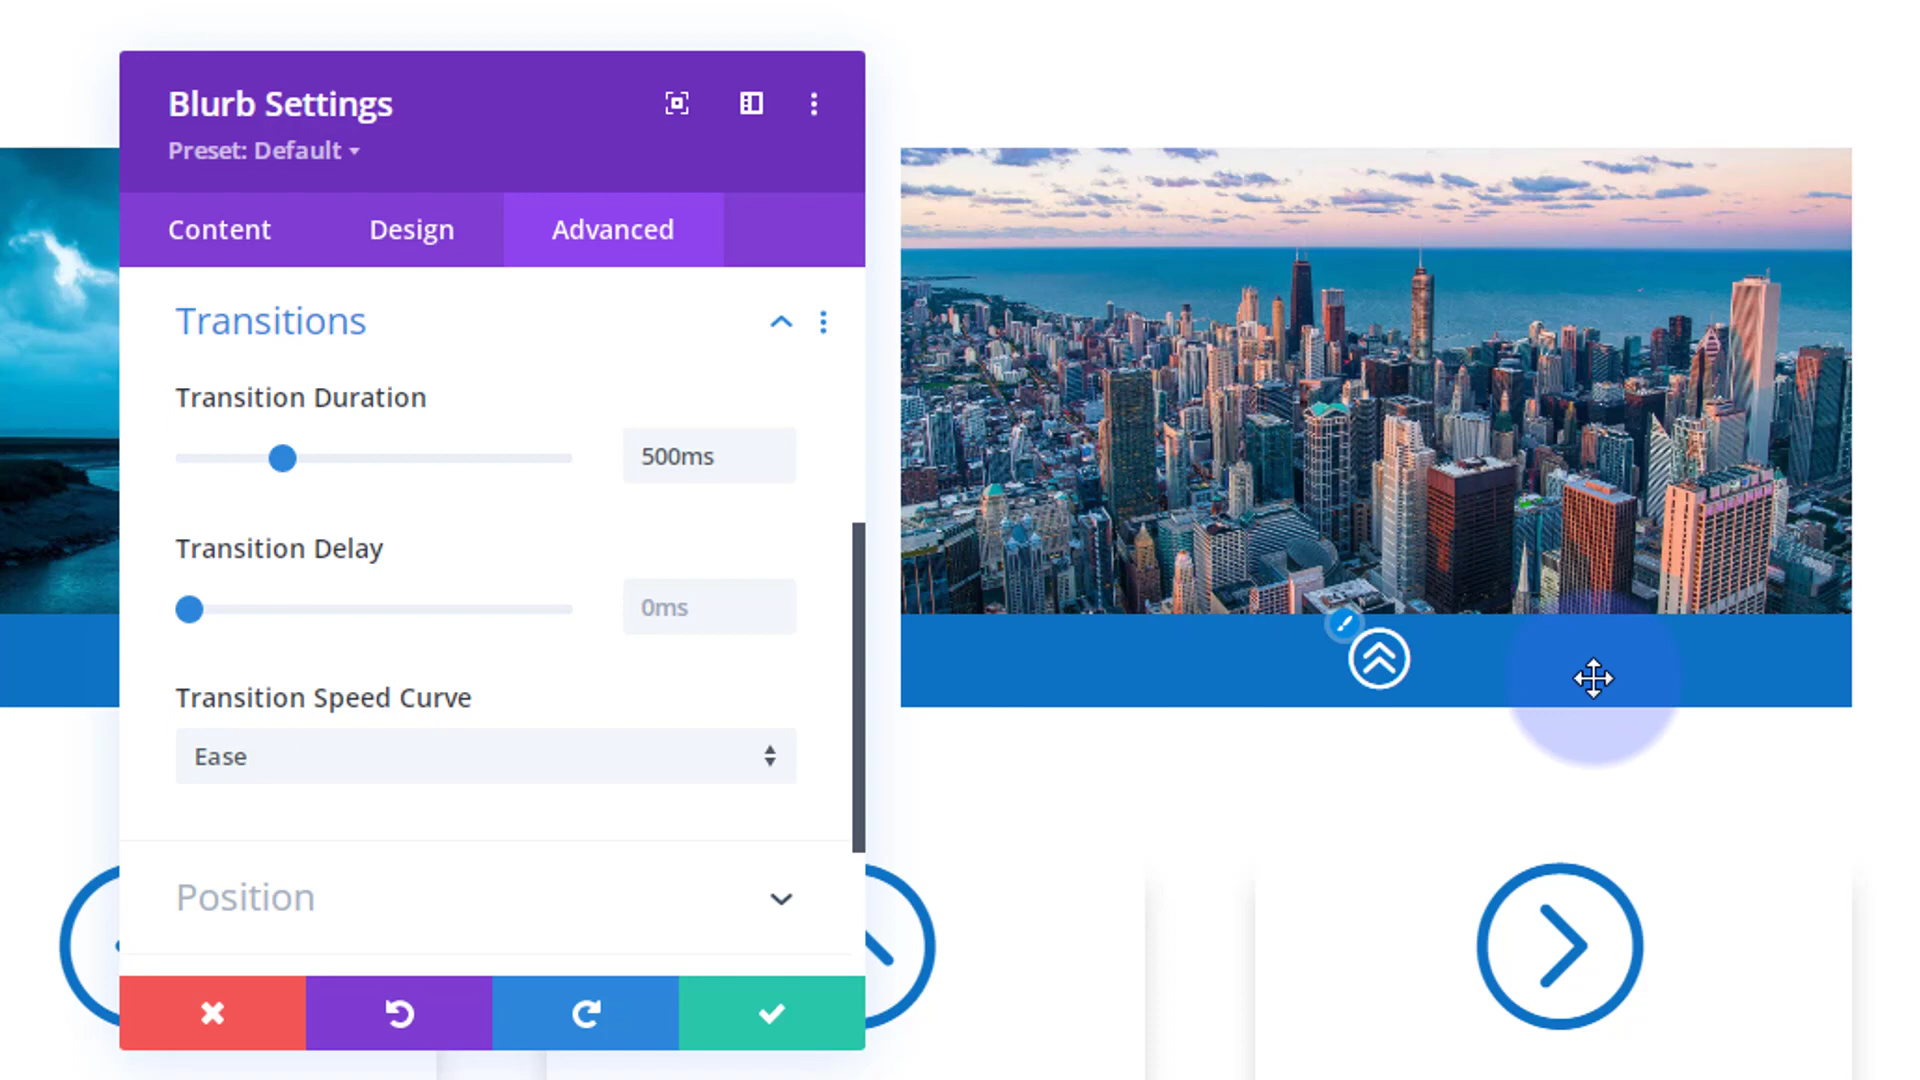 Blurb Settings
Preset: Default
Content
Design
Advanced
Transitions
Transition Duration
500ms
Transition Delay
0ms
Transition Speed Curve
Ease
Position